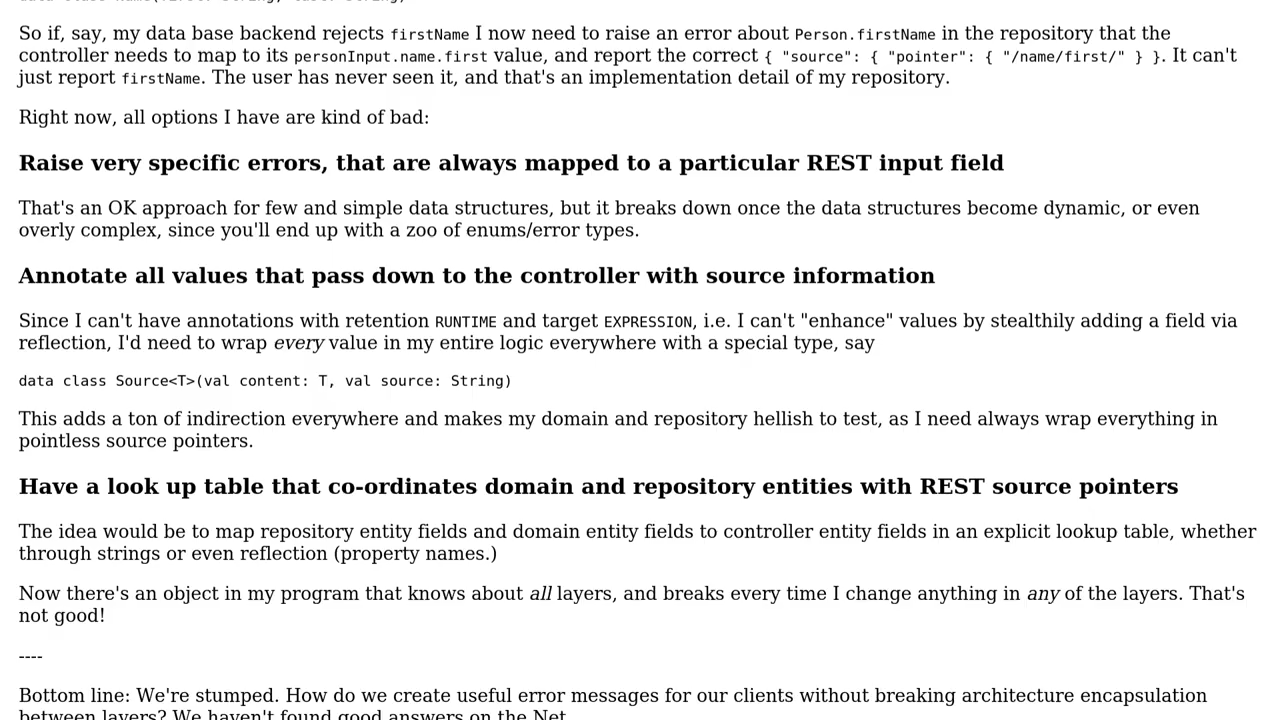 So if, say, my data base backend rejects firstName I now need to raise an error about Person.firstName in the repository that the
controller needs to map to its personInput.name.first value, and report the correct { "source": { "pointer": { "/name/first/" } }. It can't
just report firstName. The user has never seen it, and that's an implementation detail of my repository.
Right now, all options I have are kind of bad:
Raise very specific errors, that are always mapped to a particular REST input field
That's an OK approach for few and simple data structures, but it breaks down once the data structures become dynamic, or even
overly complex, since you'll end up with a zoo of enums/error types.
Annotate all values that pass down to the controller with source information
Since I can't have annotations with retention RUNTIME and target EXPRESSION, i.e. I can't "enhance" values by stealthily adding a field via
reflection, I'd need to wrap every value in my entire logic everywhere with a special type, say
data class Source<T>(val content: T, val source: String)
This adds a ton of indirection everywhere and makes my domain and repository hellish to test, as I need always wrap everything in
pointless source pointers.
Have a look up table that co-ordinates domain and repository entities with REST source pointers
The idea would be to map repository entity fields and domain entity fields to controller entity fields in an explicit lookup table, whether
through strings or even reflection (property names.)
Now there's an object in my program that knows about all layers, and breaks every time I change anything in any of the layers. That's
not good!
----
Bottom line: We're stumped. How do we create useful error messages for our clients without breaking architecture encapsulation
between layers? We haven't found good answers on the Net.